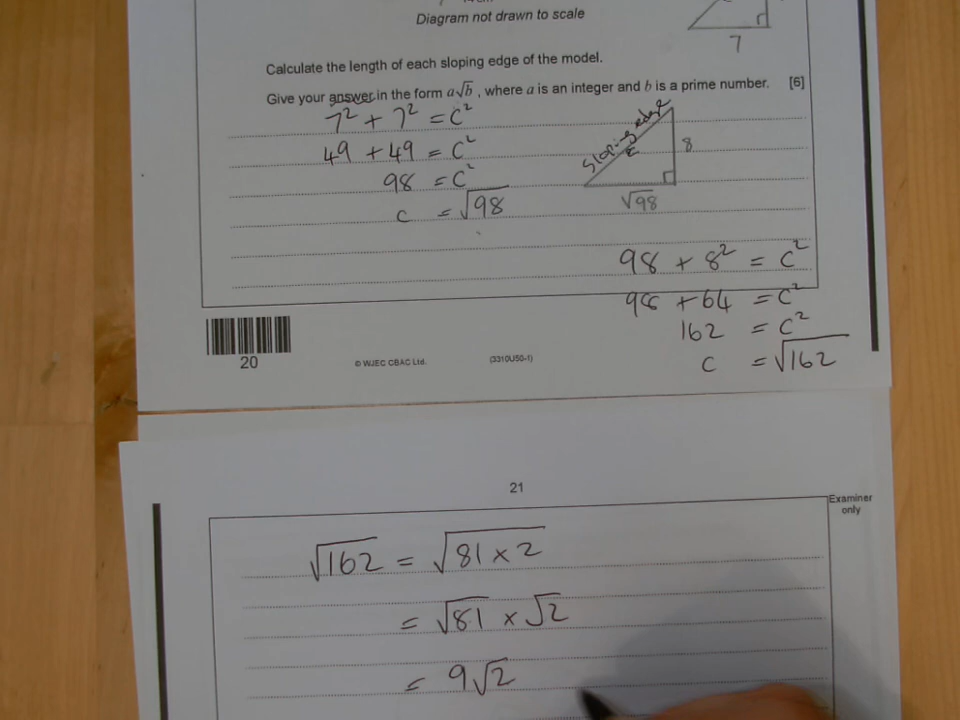 Diagram not drawn to scale
7
Calculate the length of each sloping edge of the model.
Give your answer in the form a√b, where a is an integer and b is a prime number. [6]
7² + 7² = c²
49 + 49 = c²
98 = c²
c = √98
sloping edge
c
8
√98
98 + 8² = c²
98 + 64 = c²
162 = c²
c = √162
20
© WJEC CBAC Ltd.
(3310U50-1)
21
Examiner
only
√162 = √81 × 2
= √81 × √2
= 9√2